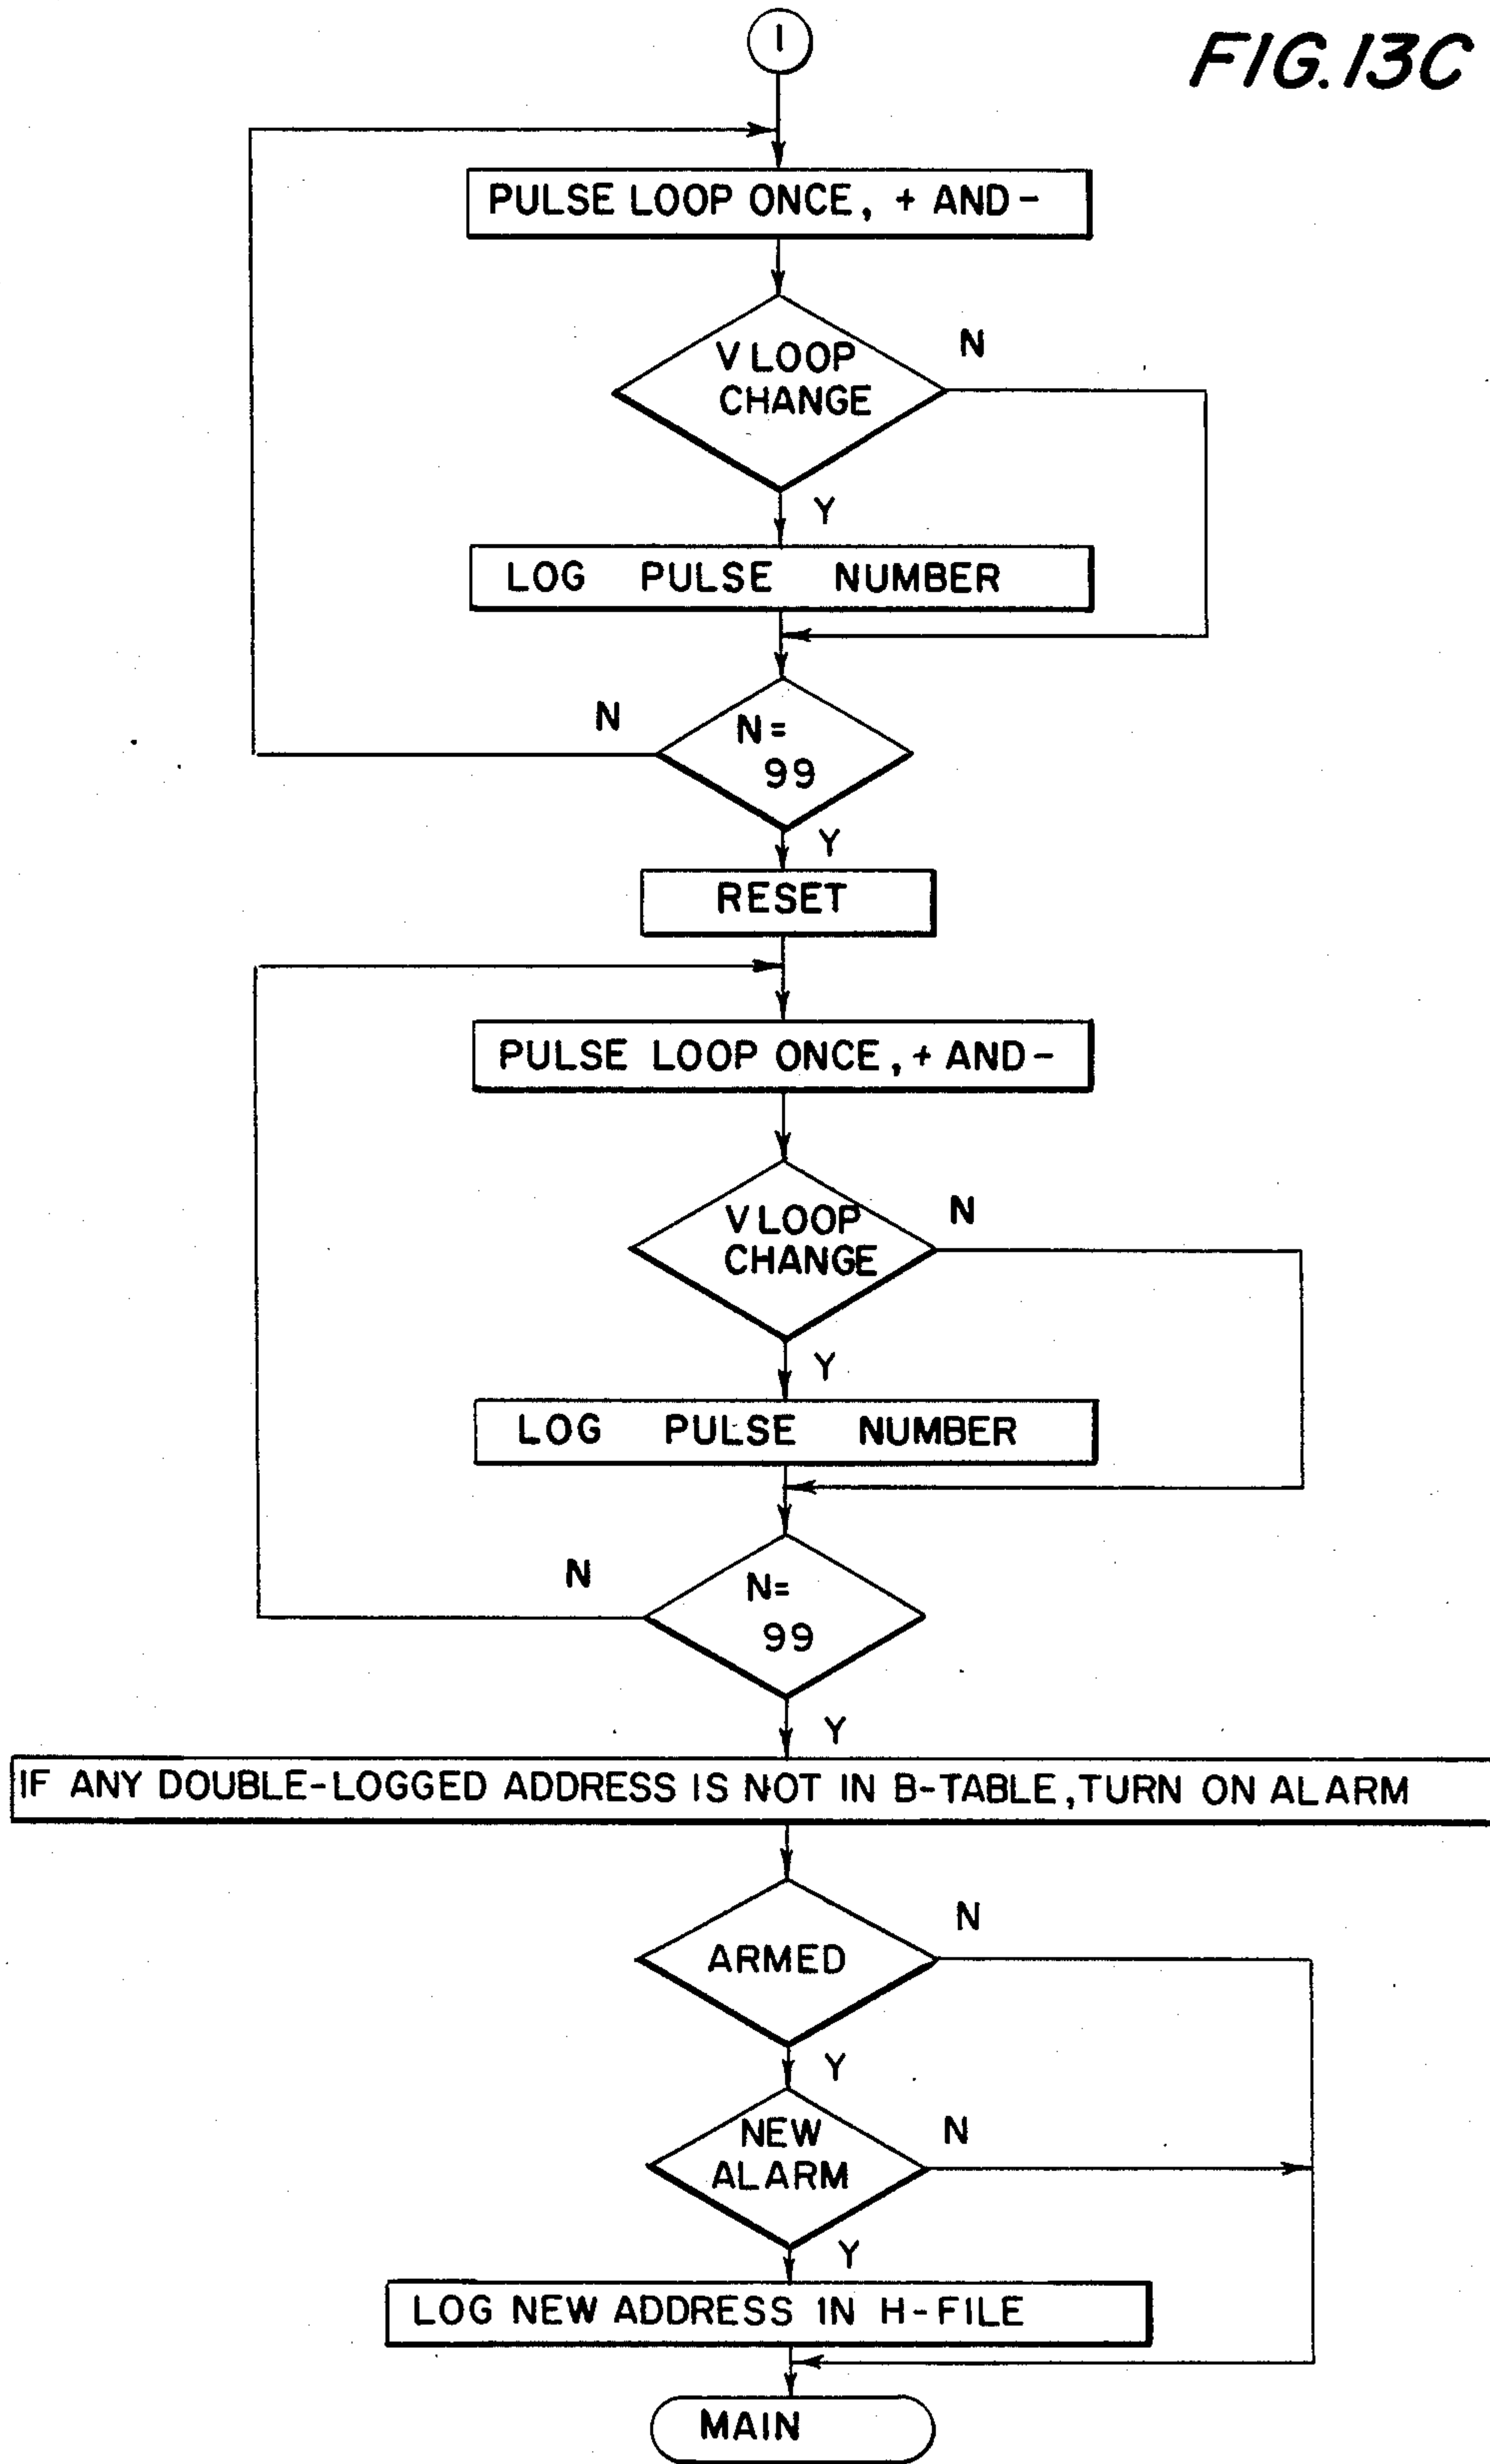 1
FIG. 13C
PULSE LOOP ONCE, + AND -
V LOOP
CHANGE
N
Y
LOG PULSE NUMBER
N
N=
99
Y
RESET
PULSE LOOP ONCE, + AND -
V LOOP
CHANGE
N
Y
LOG PULSE NUMBER
N
N=
99
Y
IF ANY DOUBLE-LOGGED ADDRESS IS NOT IN B-TABLE, TURN ON ALARM
ARMED
N
Y
NEW
ALARM
N
Y
LOG NEW ADDRESS IN H-FILE
MAIN